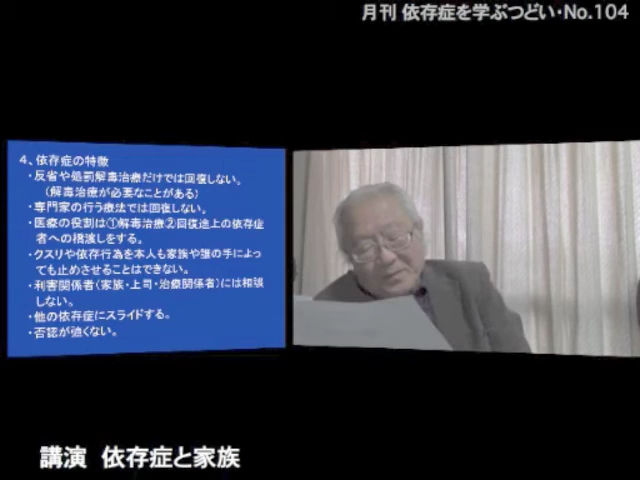 月刊 依存症を学ぶつどい・No.104
4、依存症の特徴
・反省や処罰解毒治療だけでは回復しない。
（解毒治療が必要なことがある）
・専門家の行う療法では回復しない。
・医療の役割は①解毒治療②回復途上の依存症
者への橋渡しをする。
・クスリや依存行為を本人も家族や誰の手によっ
ても止めさせることはできない。
・利害関係者（家族・上司・治療関係者）には相談
しない。
・他の依存症にスライドする。
・否認が強くない。
講演 依存症と家族